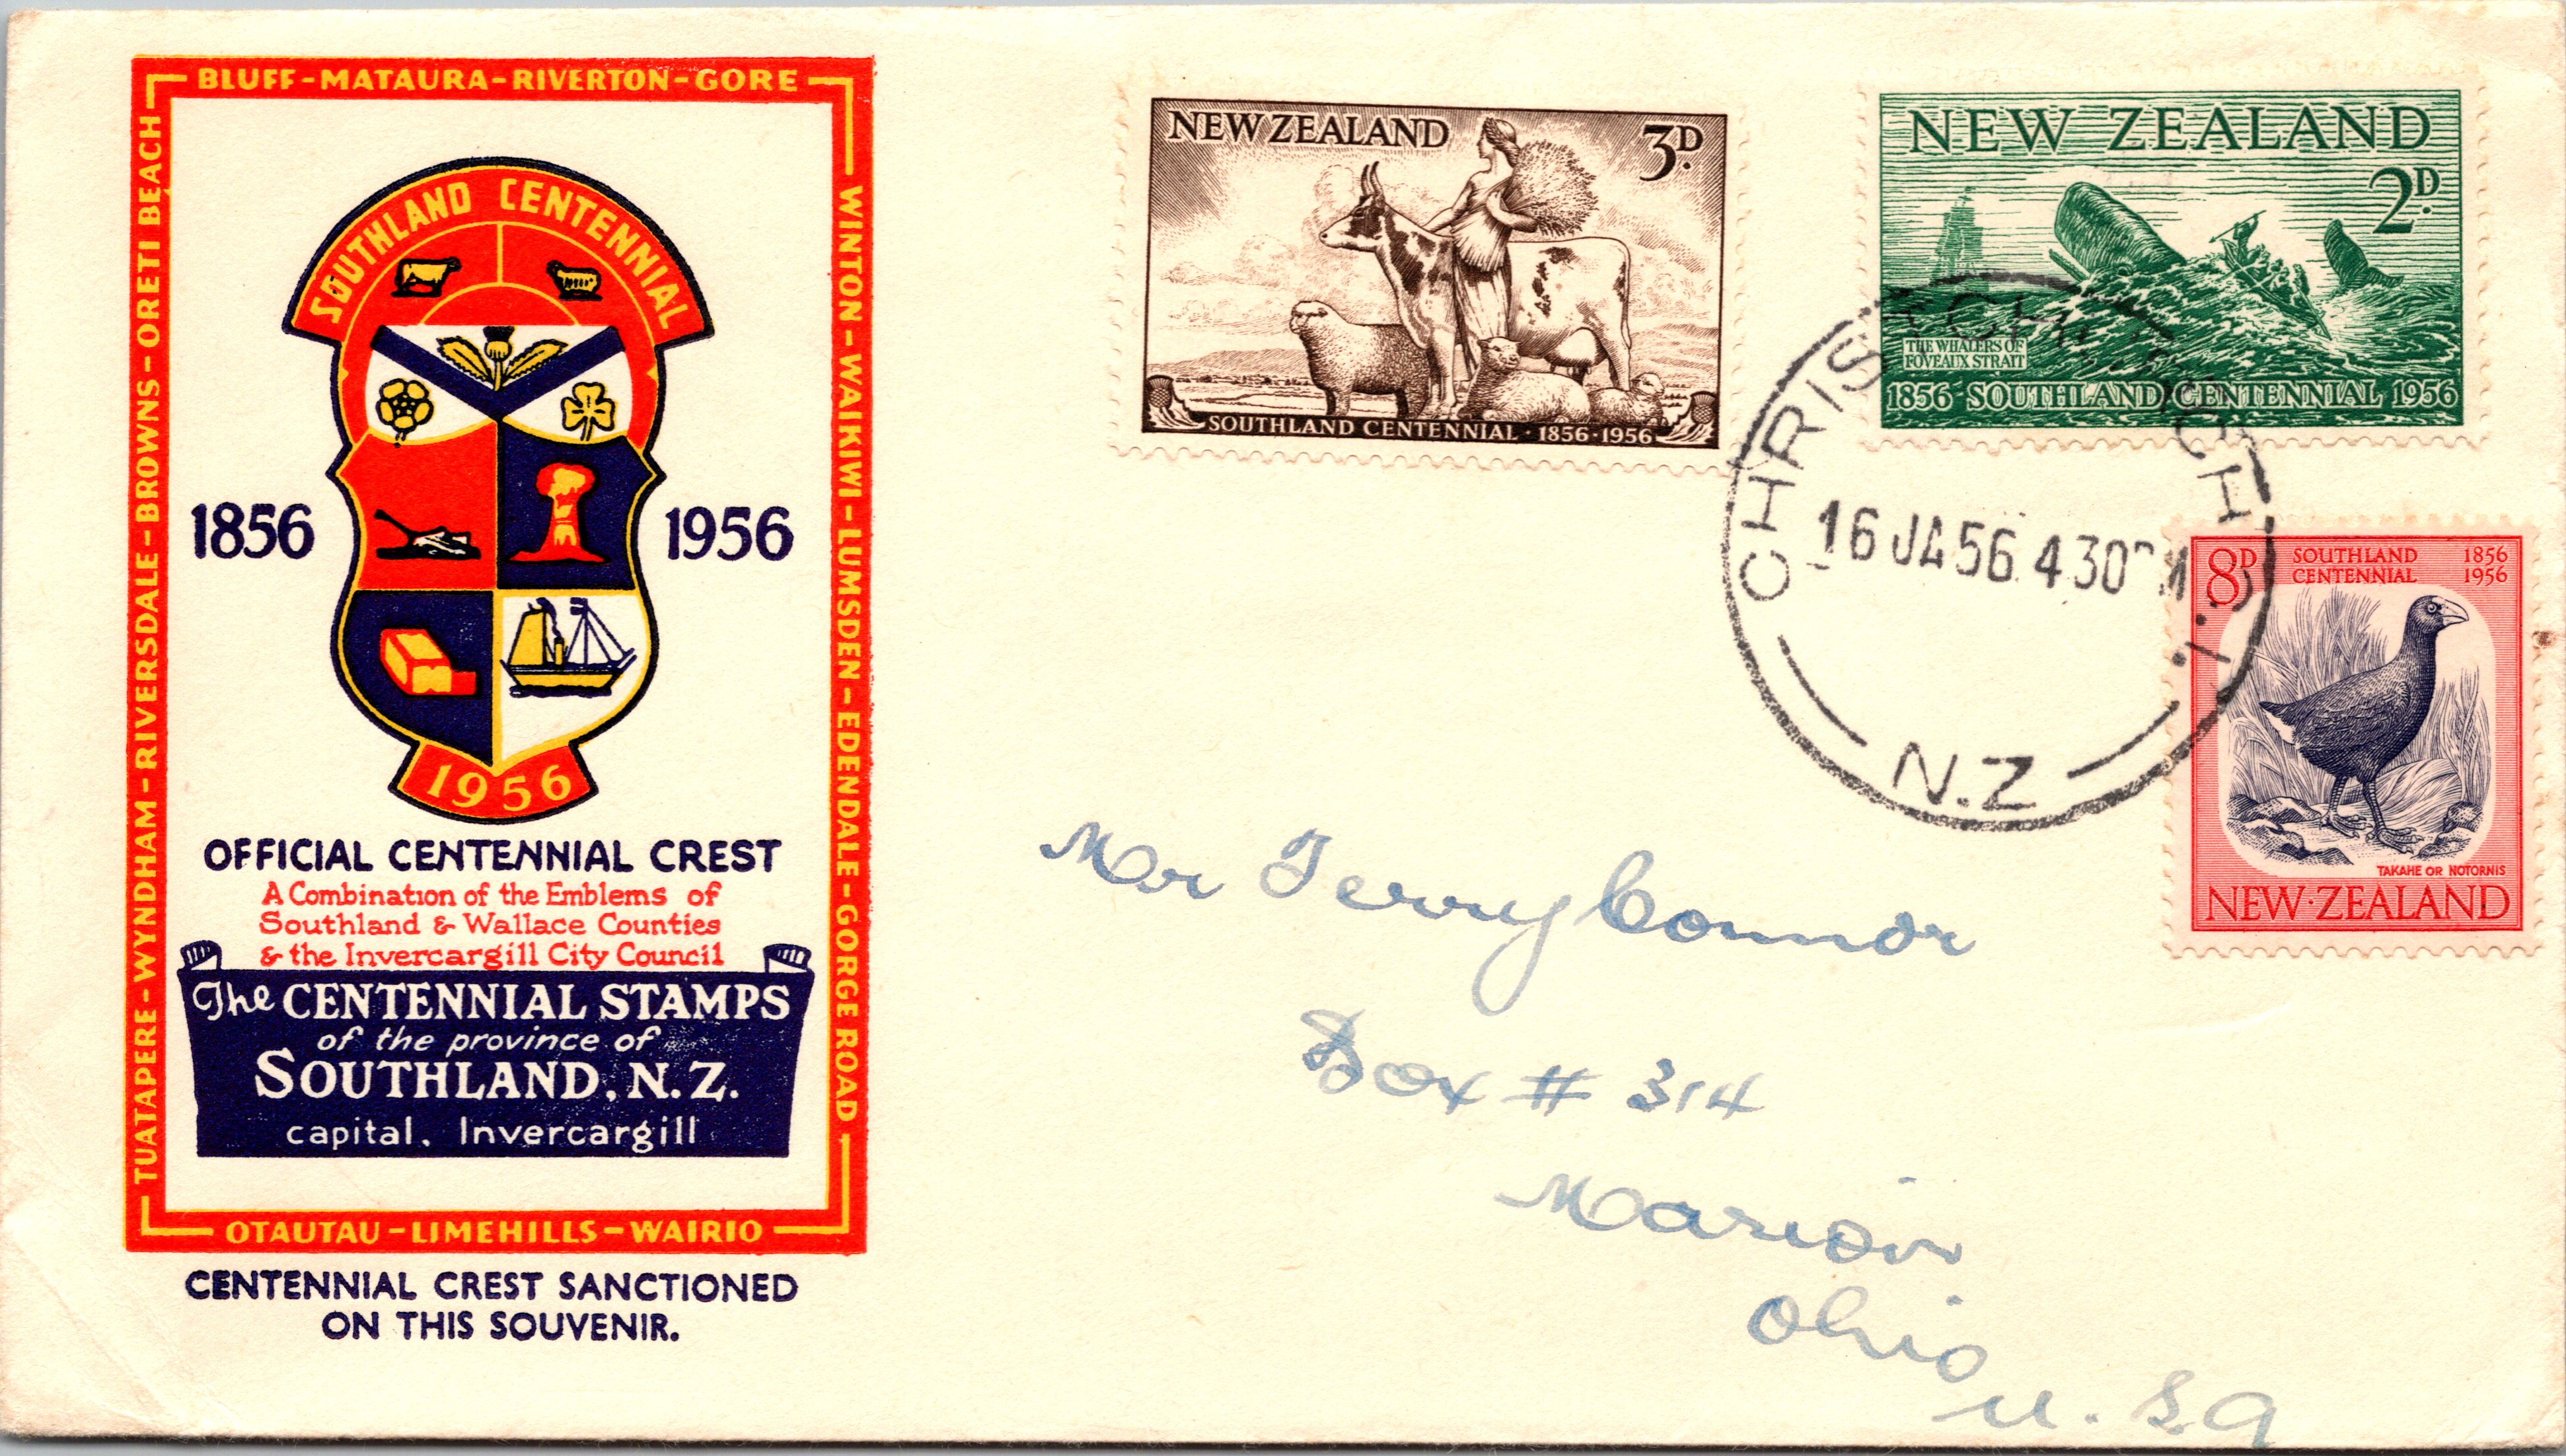 BLUFF-MATAURA-RIVERTON-GORE
WINTON-WAIKIWI-LUMSDEN-EDENDALE-GORGE ROAD
TUATAPERE-WYNDHAM-RIVERSDALE-BROWNS-ORETI BEACH
SOUTHLAND CENTENNIAL
1856 1956
1956
OFFICIAL CENTENNIAL CREST
A Combination of the Emblems of
Southland & Wallace Counties
& the Invercargill City Council
The CENTENNIAL STAMPS
of the province of
SOUTHLAND, N.Z.
capital, Invercargill
OTAUTAU-LIMEHILLS-WAIRIO
CENTENNIAL CREST SANCTIONED
ON THIS SOUVENIR.
NEW ZEALAND 3D
SOUTHLAND CENTENNIAL · 1856·1956
NEW ZEALAND
2D
THE WHALERS OF
FOVEAUX STRAIT
1856 SOUTHLAND CENTENNIAL 1956
CHRISTCHURCH
16 JA 56 4 30 PM
N.Z
8D SOUTHLAND 1856
CENTENNIAL 1956
TAKAHE OR NOTORNIS
NEW·ZEALAND
Mr Terry Connor
Box # 314
Marion
Ohio
U. S A